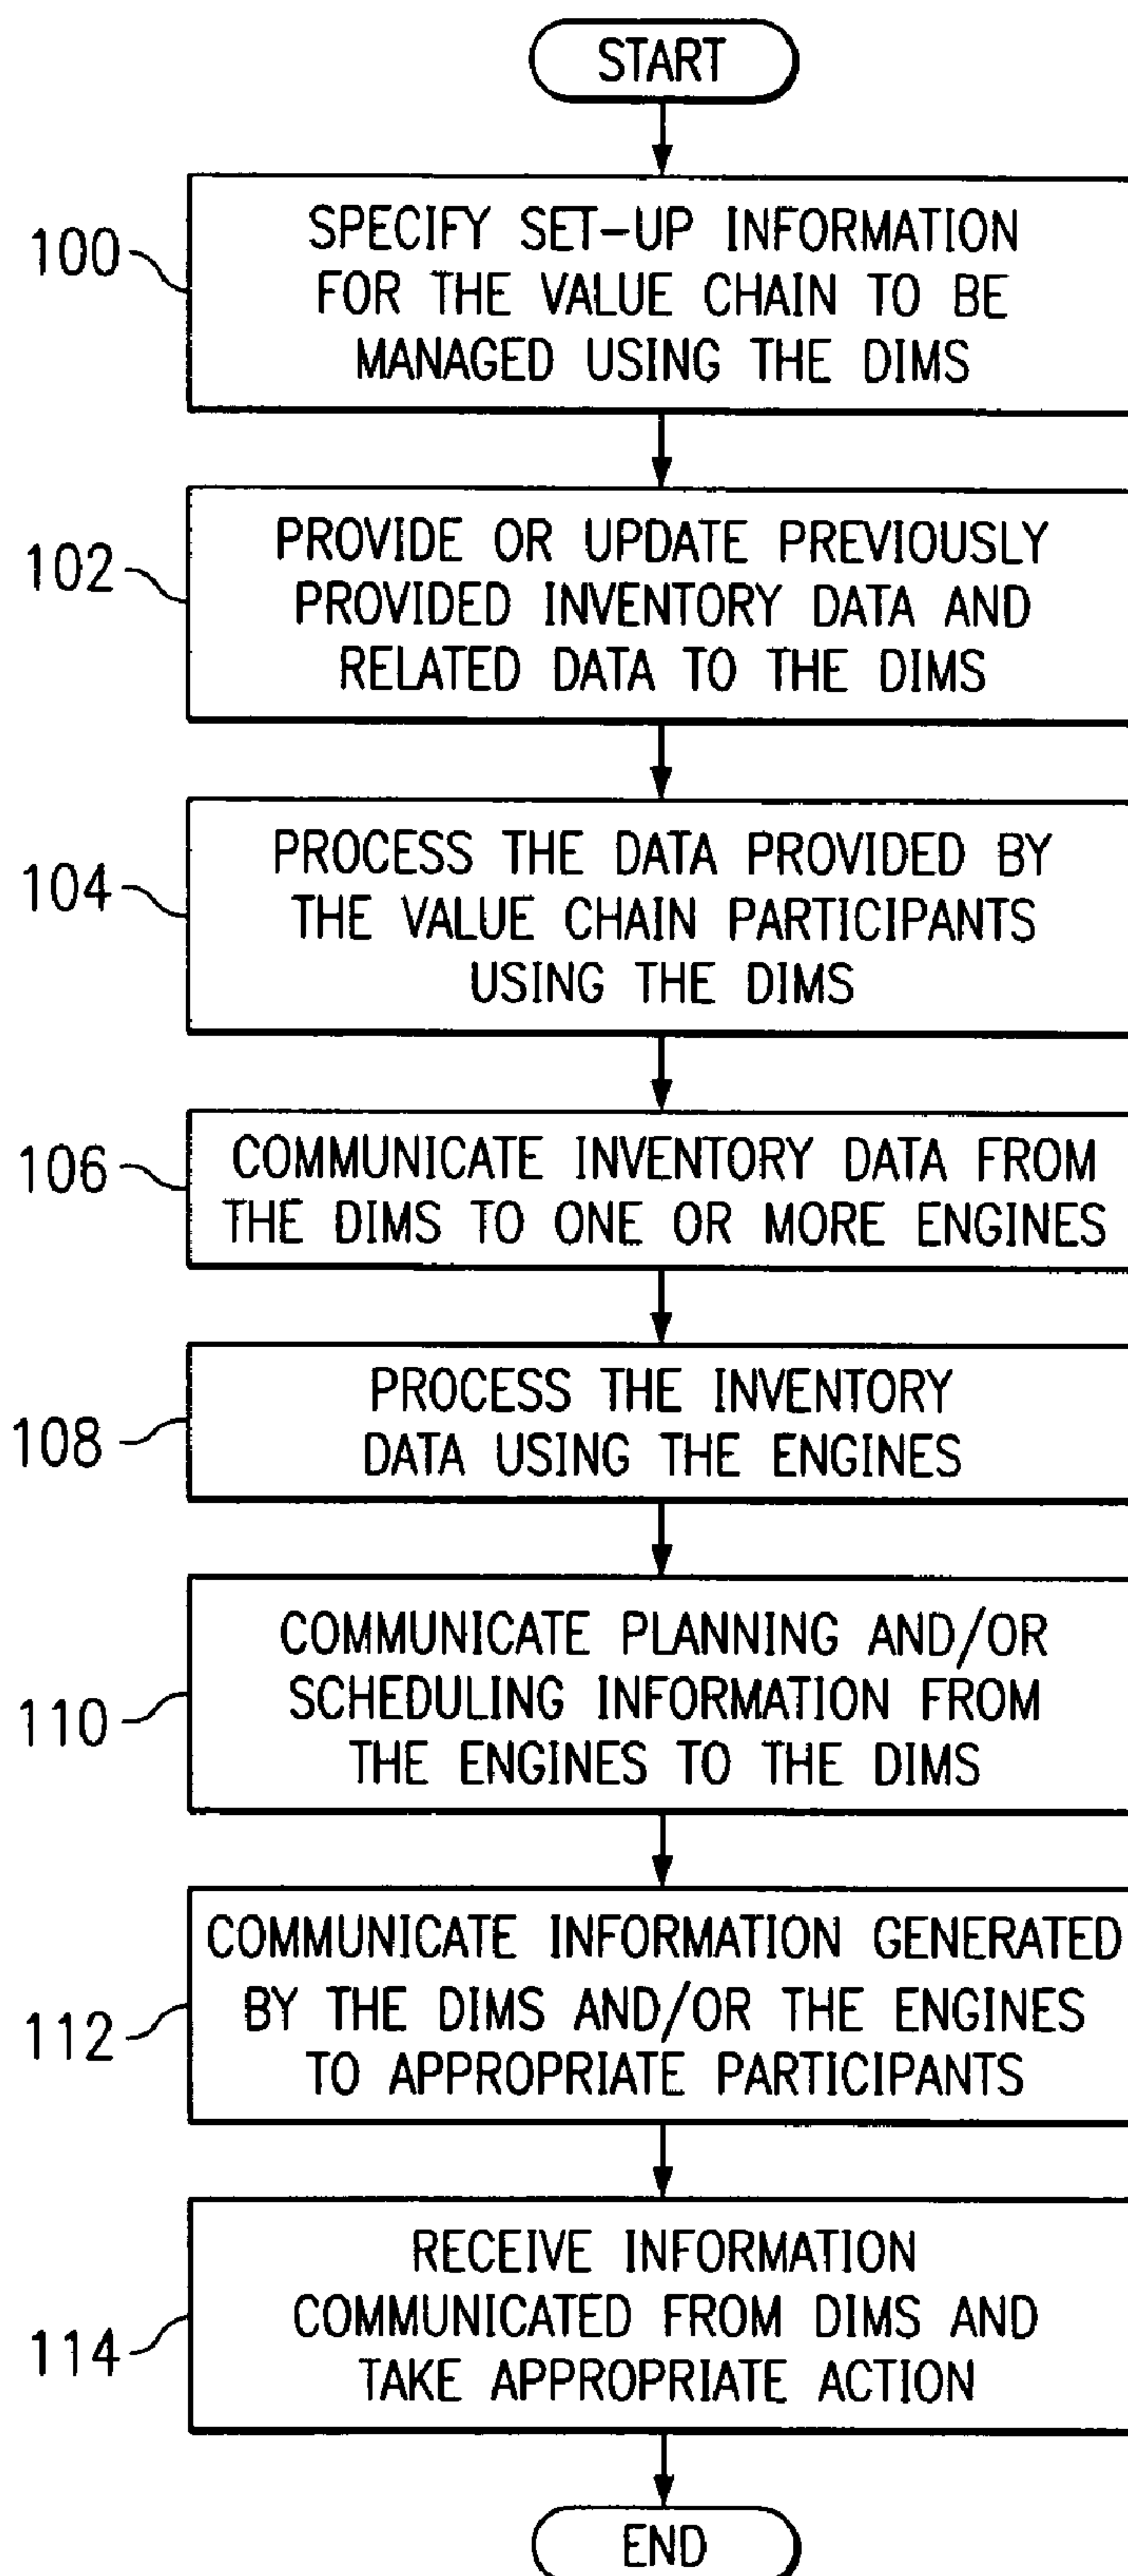 START
100
SPECIFY SET-UP INFORMATION
FOR THE VALUE CHAIN TO BE
MANAGED USING THE DIMS
102
PROVIDE OR UPDATE PREVIOUSLY
PROVIDED INVENTORY DATA AND
RELATED DATA TO THE DIMS
104
PROCESS THE DATA PROVIDED BY
THE VALUE CHAIN PARTICIPANTS
USING THE DIMS
106
COMMUNICATE INVENTORY DATA FROM
THE DIMS TO ONE OR MORE ENGINES
108
PROCESS THE INVENTORY
DATA USING THE ENGINES
110
COMMUNICATE PLANNING AND/OR
SCHEDULING INFORMATION FROM
THE ENGINES TO THE DIMS
112
COMMUNICATE INFORMATION GENERATED
BY THE DIMS AND/OR THE ENGINES
TO APPROPRIATE PARTICIPANTS
114
RECEIVE INFORMATION
COMMUNICATED FROM DIMS AND
TAKE APPROPRIATE ACTION
END